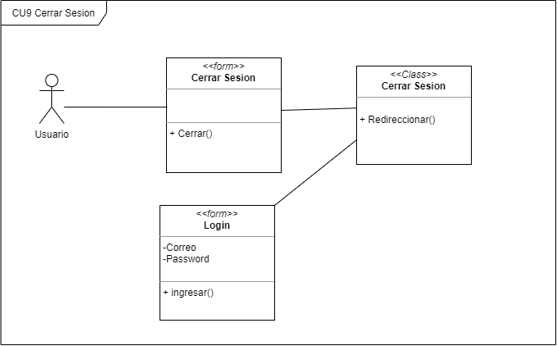 CU9 Cerrar Sesion
<<form>>
Cerrar Sesion
+ Cerrar()
<<Class>>
Cerrar Sesion
+ Redireccionar()
Usuario
<<form>>
Login
-Correo
-Password
+ ingresar()